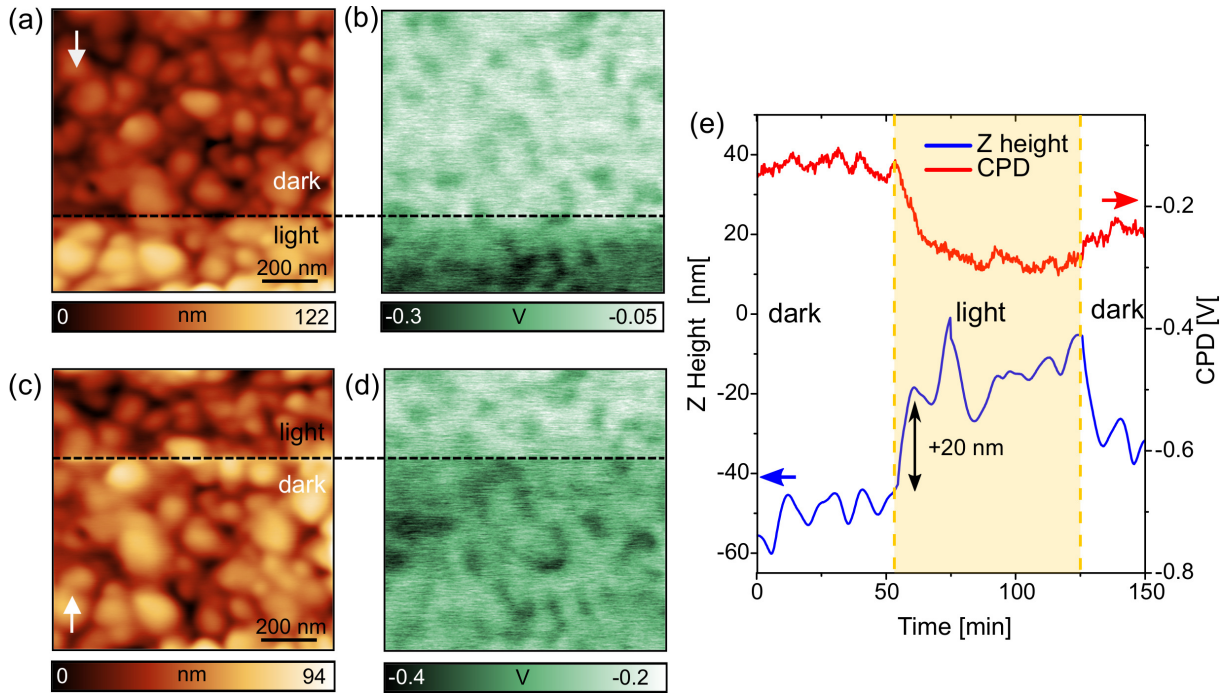 (a)
dark
light
200 nm
0 nm 122
(b)
-0.3 V -0.05
(c)
light
dark
200 nm
0 nm 94
(d)
-0.4 V -0.2
(e)
Z height
CPD
40
20
0
-20
-40
-60
Z Height [nm[
dark
light
dark
+20 nm
-0.2
-0.4
-0.6
-0.8
CPD [V]
0 50 100 150
Time [min]